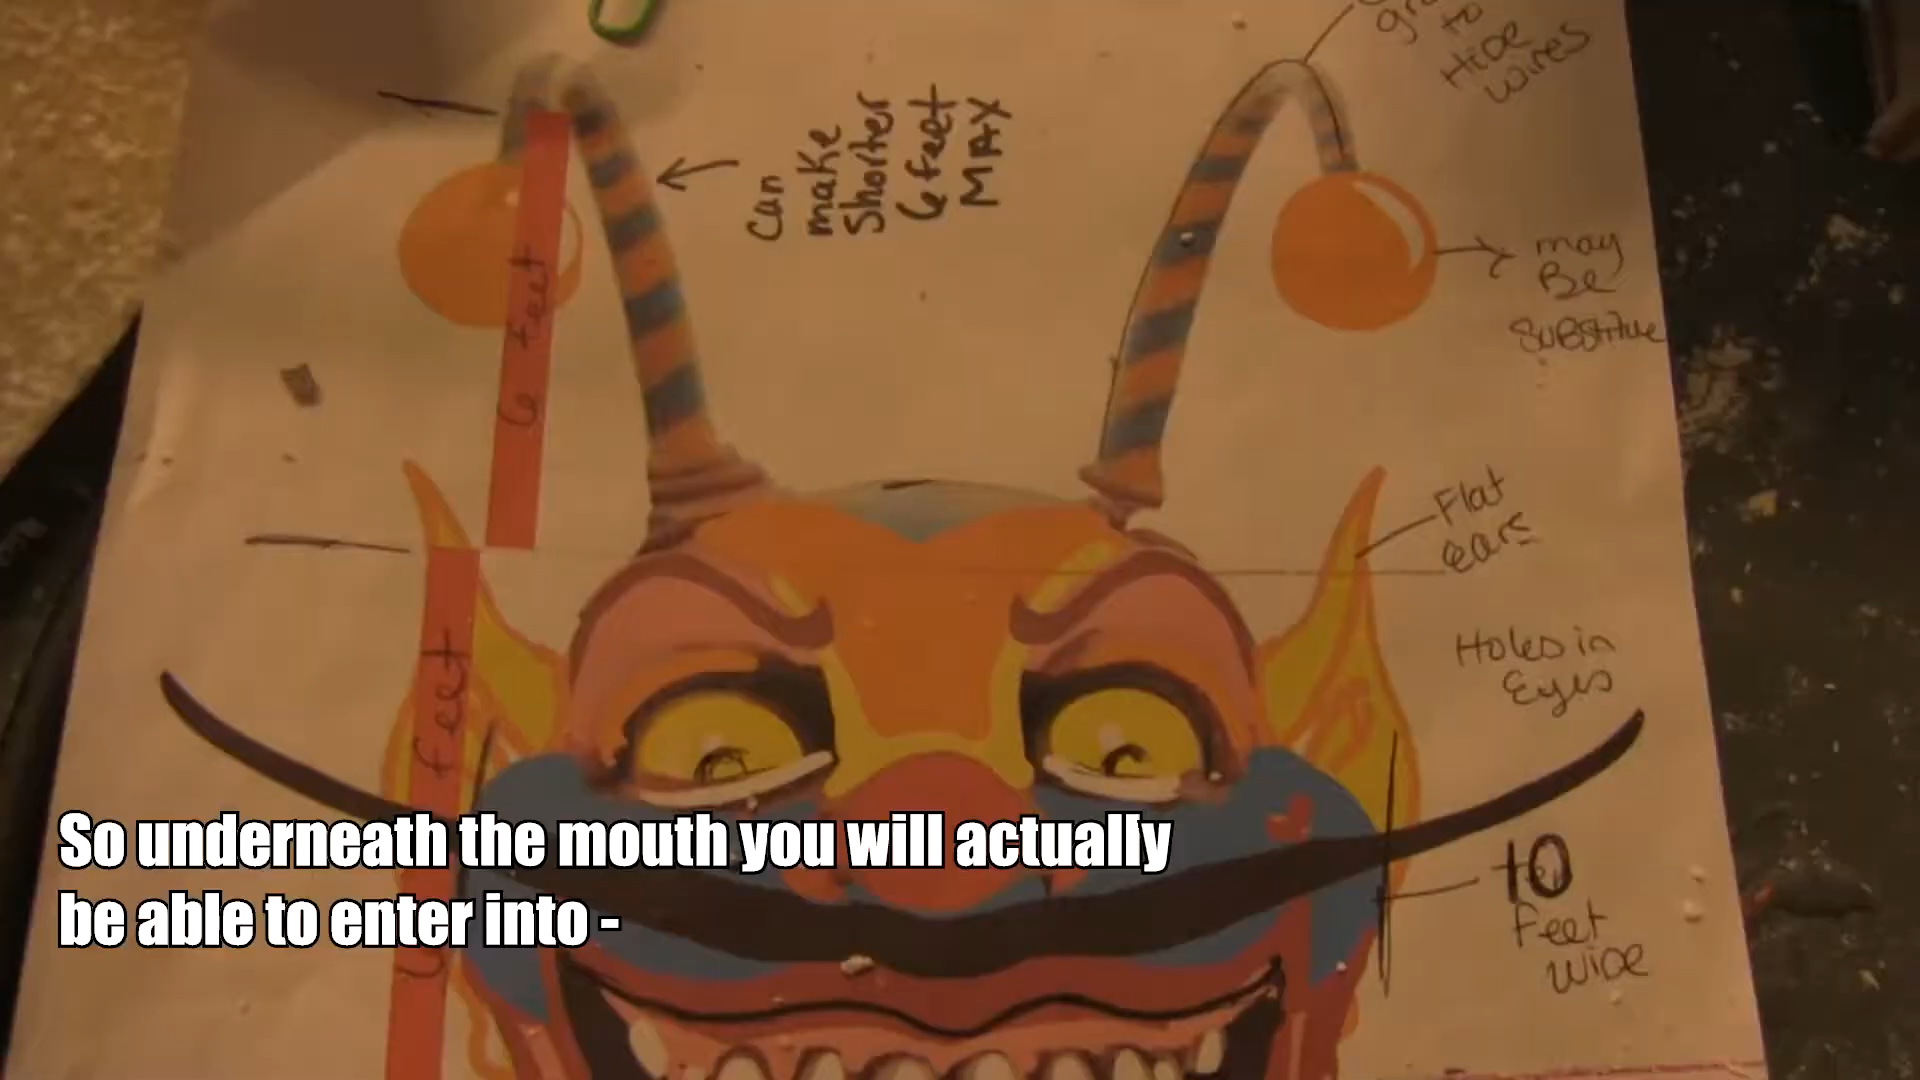 to
Hide
wires
can
make
Shorter
6 feet
MAX
6 feet
may
Be
Substitue
Flat
ears
Holes in
Eyes
feet
So underneath the mouth you will actually
be able to enter into -
10
feet
wide